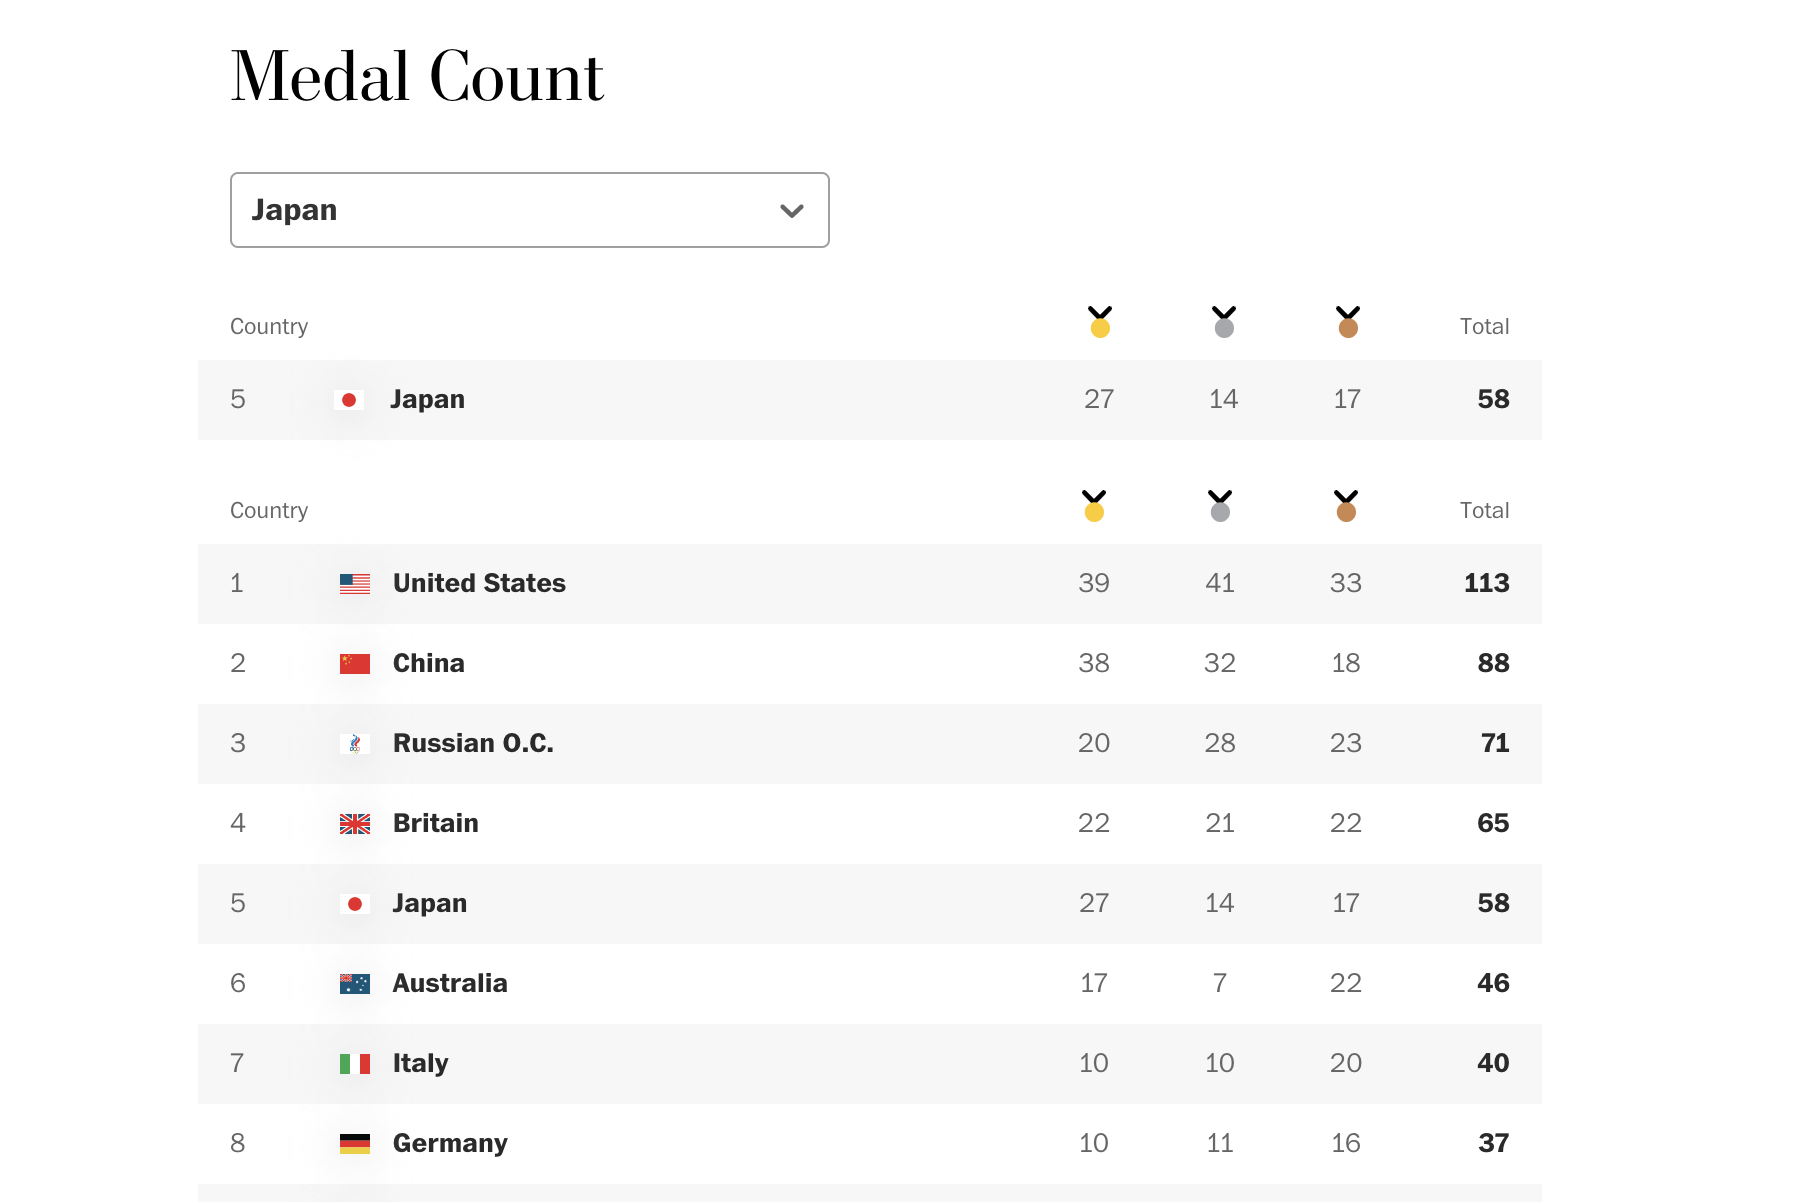 Medal Count
Japan
Country Total
5 Japan 27 14 17 58
Country Total
1 United States 39 41 33 113
2 China 38 32 18 88
3 Russian O.C. 20 28 23 71
4 Britain 22 21 22 65
5 Japan 27 14 17 58
6 Australia 17 7 22 46
7 Italy 10 10 20 40
8 Germany 10 11 16 37